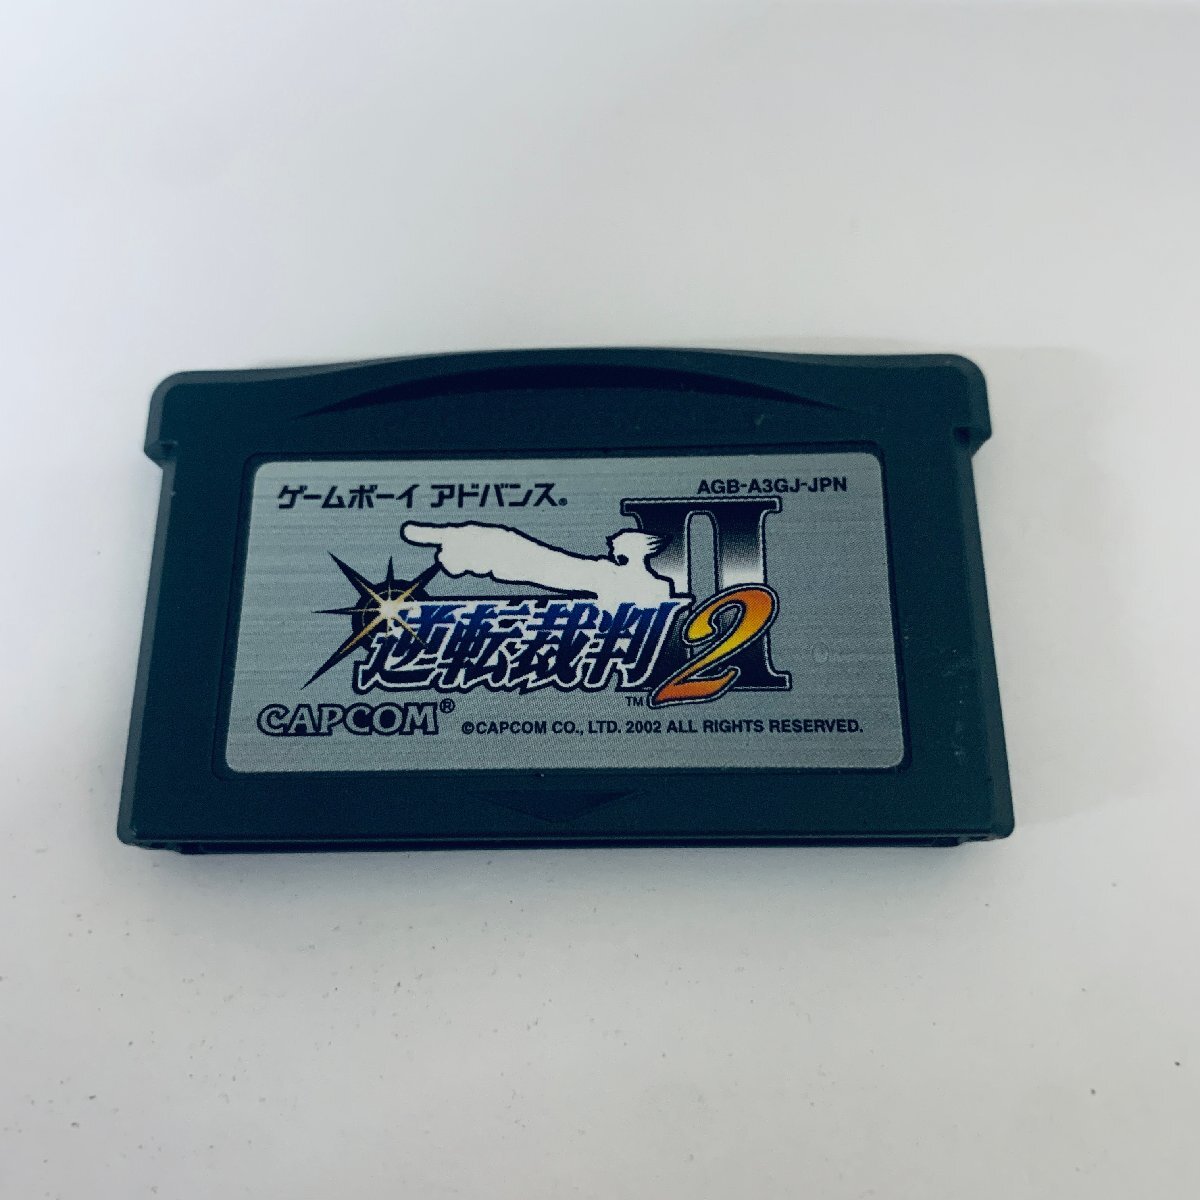 ゲームボーイ アドバンス®
AGB-A3GJ-JPN
II
逆転裁判2
TM
CAPCOM®
©CAPCOM CO., LTD. 2002 ALL RIGHTS RESERVED.